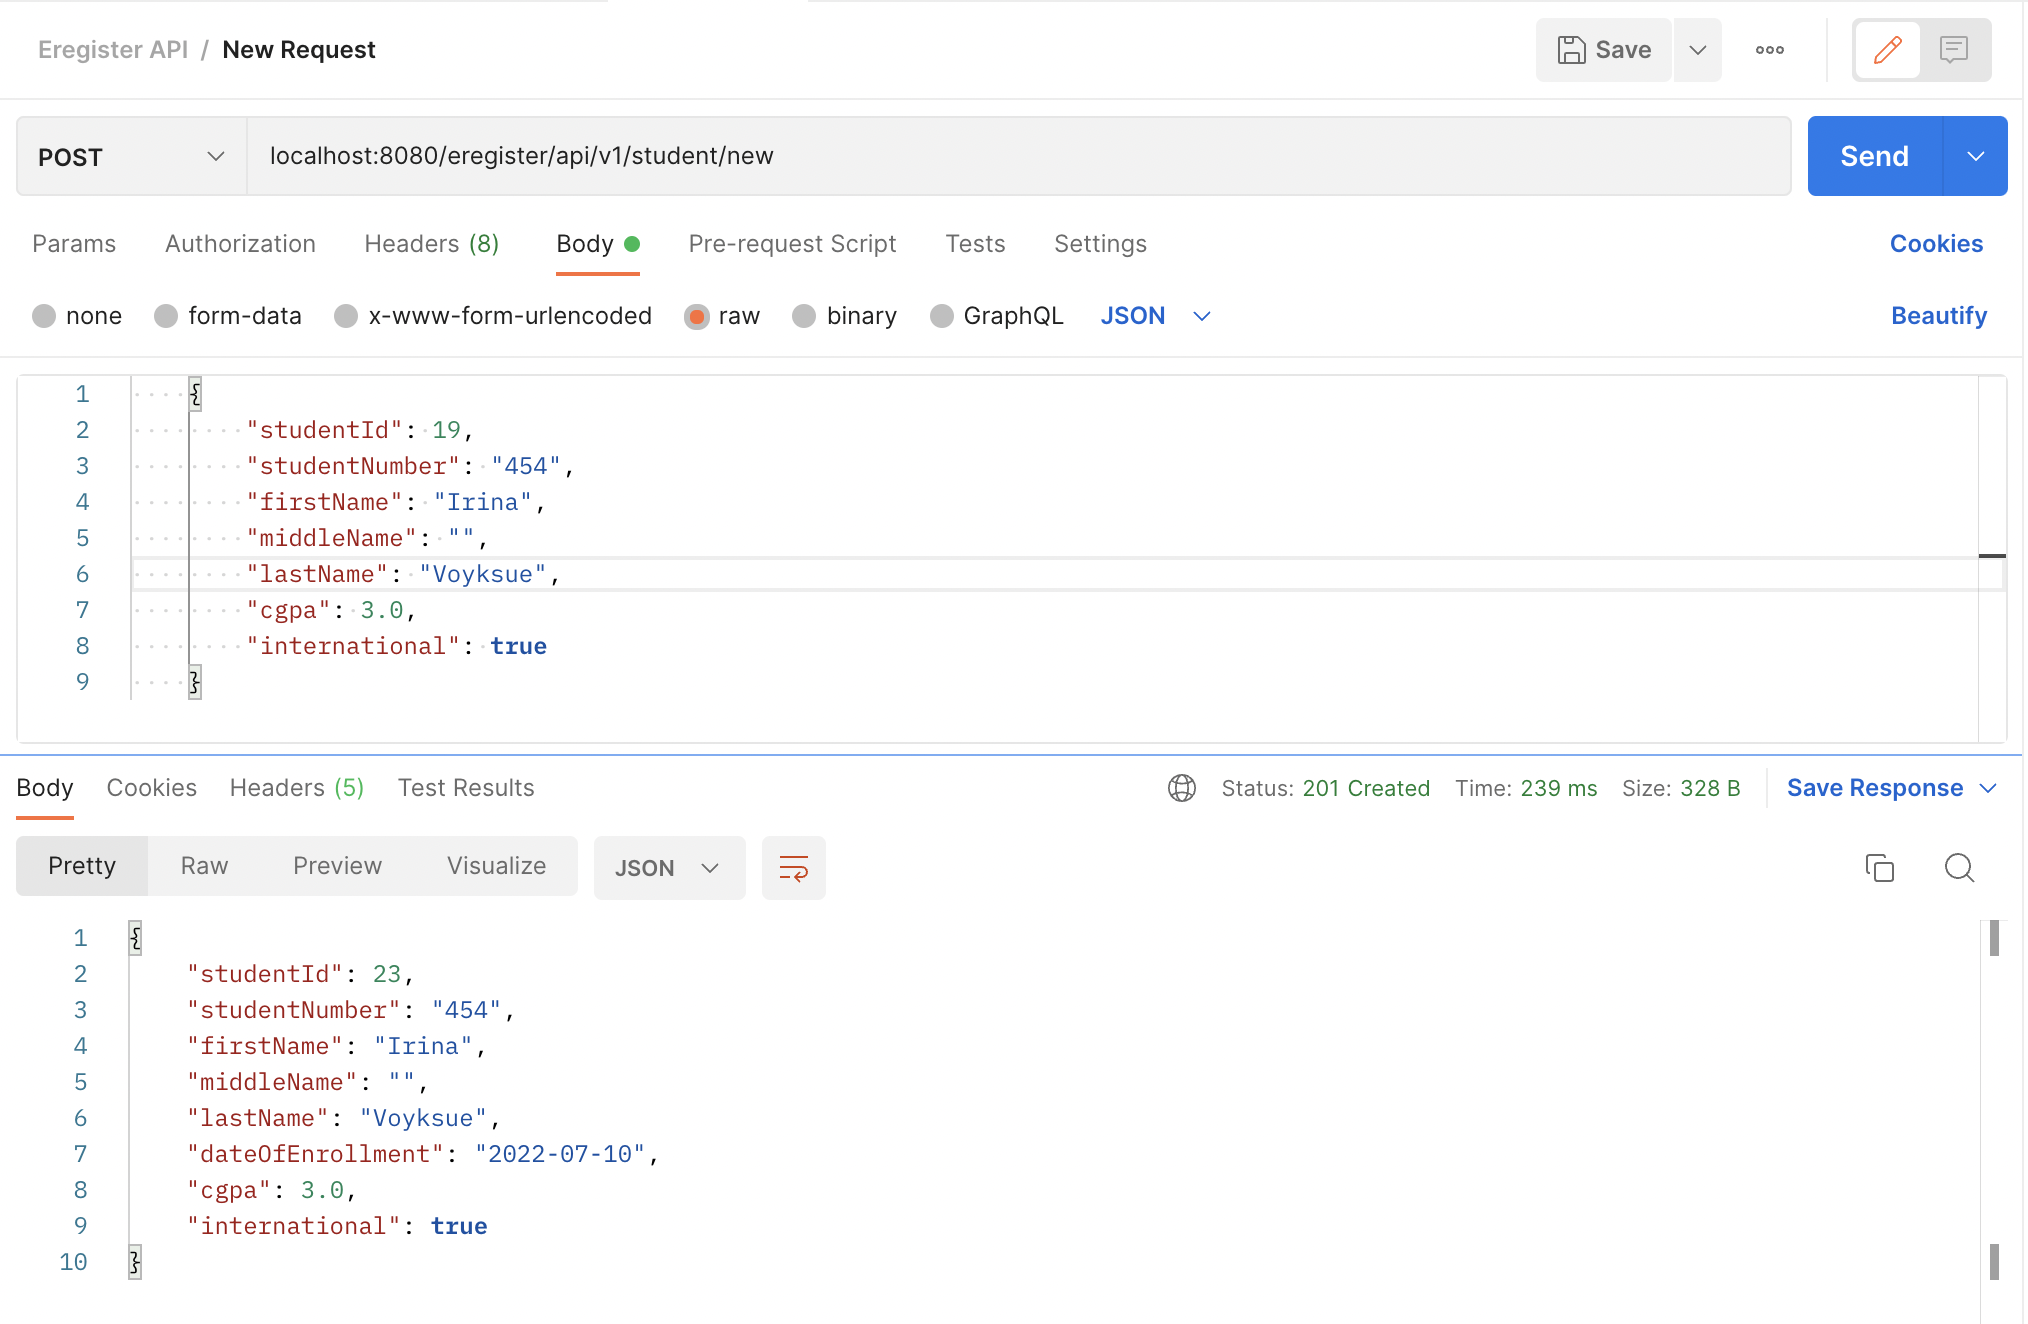 Eregister API / New Request
Save
POST localhost:8080/eregister/api/v1/student/new Send
Params Authorization Headers (8) Body Pre-request Script Tests Settings Cookies
none form-data x-www-form-urlencoded raw binary GraphQL JSON Beautify
1 {
2 "studentId": 19,
3 "studentNumber": "454",
4 "firstName": "Irina",
5 "middleName": "",
6 "lastName": "Voyksue",
7 "cgpa": 3.0,
8 "international": true
9 }
Body Cookies Headers (5) Test Results Status: 201 Created Time: 239 ms Size: 328 B Save Response
Pretty Raw Preview Visualize JSON
1 {
2 "studentId": 23,
3 "studentNumber": "454",
4 "firstName": "Irina",
5 "middleName": "",
6 "lastName": "Voyksue",
7 "dateOfEnrollment": "2022-07-10",
8 "cgpa": 3.0,
9 "international": true
10 }